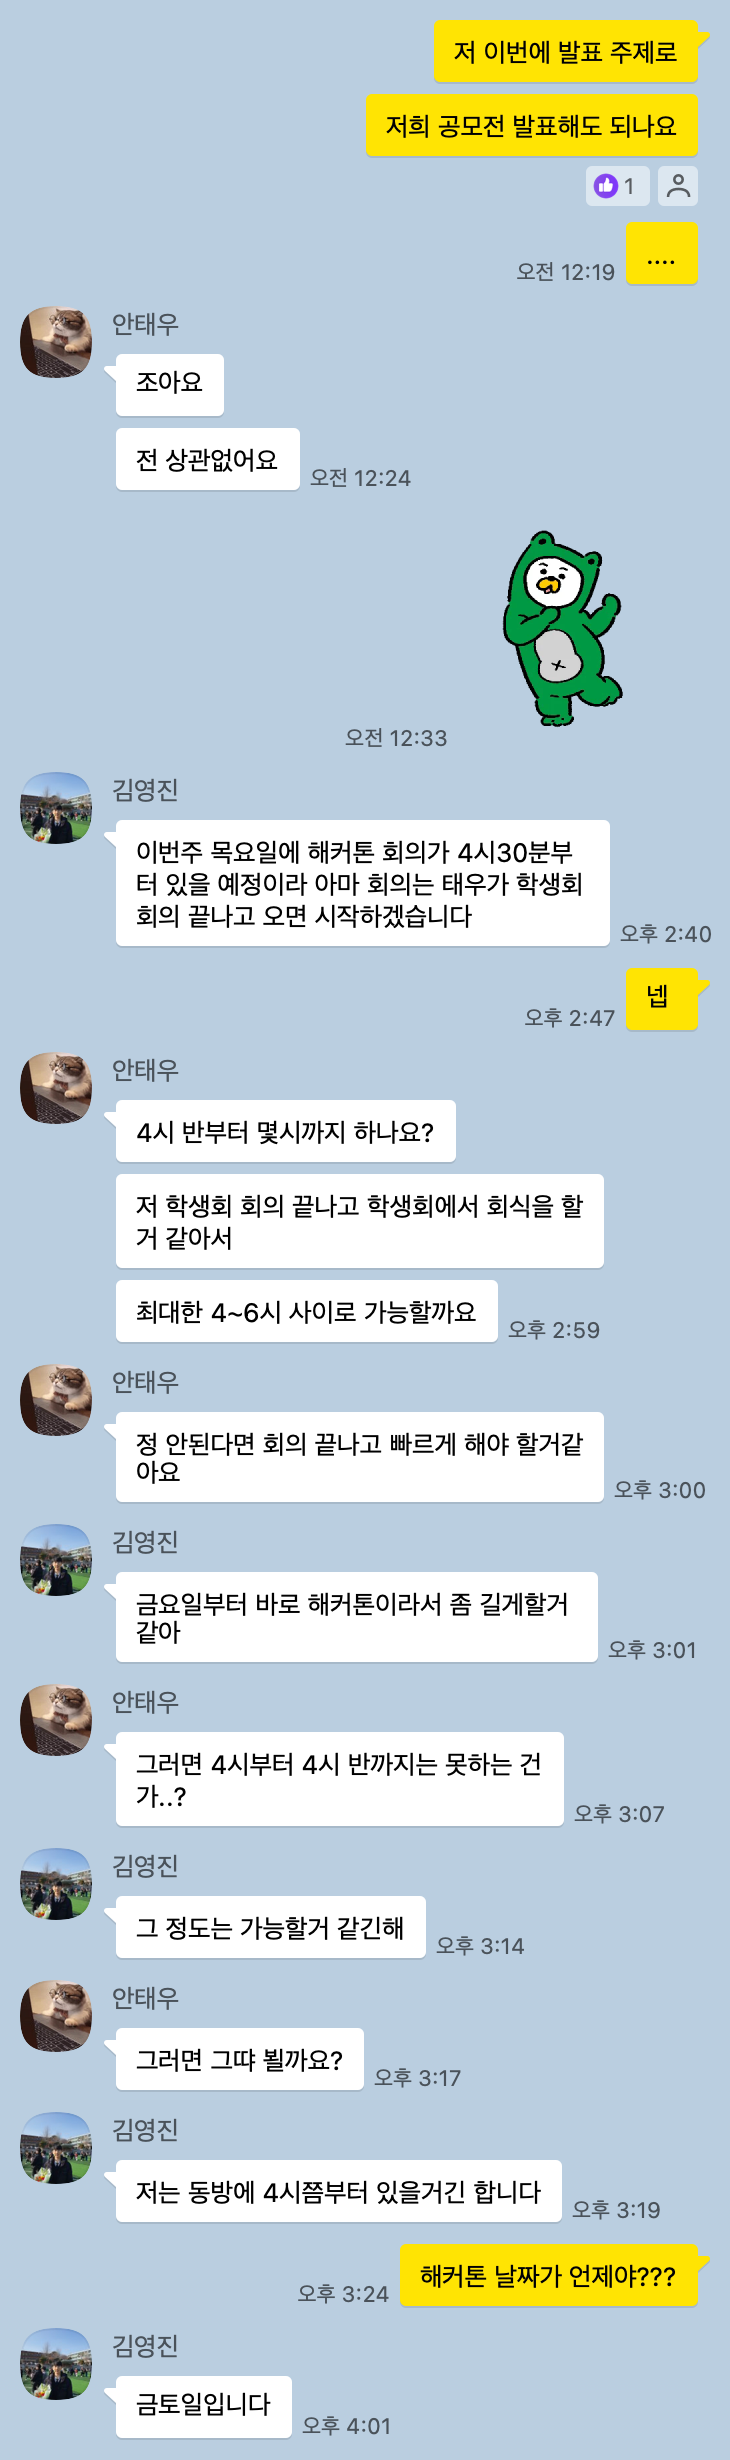 저 이번에 발표 주제로
저희 공모전 발표해도 되나요
1
....
오전 12:19
안태우
조아요
전 상관없어요
오전 12:24
오전 12:33
김영진
이번주 목요일에 해커톤 회의가 4시30분부
터 있을 예정이라 아마 회의는 태우가 학생회
회의 끝나고 오면 시작하겠습니다
오후 2:40
넵
오후 2:47
안태우
4시 반부터 몇시까지 하나요?
저 학생회 회의 끝나고 학생회에서 회식을 할
거 같아서
최대한 4~6시 사이로 가능할까요
오후 2:59
안태우
정 안된다면 회의 끝나고 빠르게 해야 할거같
아요
오후 3:00
김영진
금요일부터 바로 해커톤이라서 좀 길게할거
같아
오후 3:01
안태우
그러면 4시부터 4시 반까지는 못하는 건
가..?
오후 3:07
김영진
그 정도는 가능할거 같긴해
오후 3:14
안태우
그러면 그떄 뵐까요?
오후 3:17
김영진
저는 동방에 4시쯤부터 있을거긴 합니다
오후 3:19
해커톤 날짜가 언제야???
오후 3:24
김영진
금토일입니다
오후 4:01